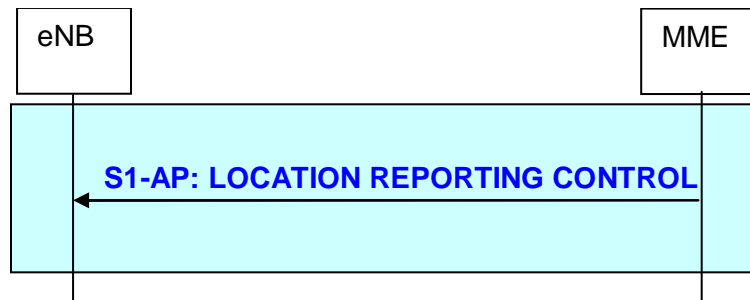 eNB
MME
S1-AP: LOCATION REPORTING CONTROL